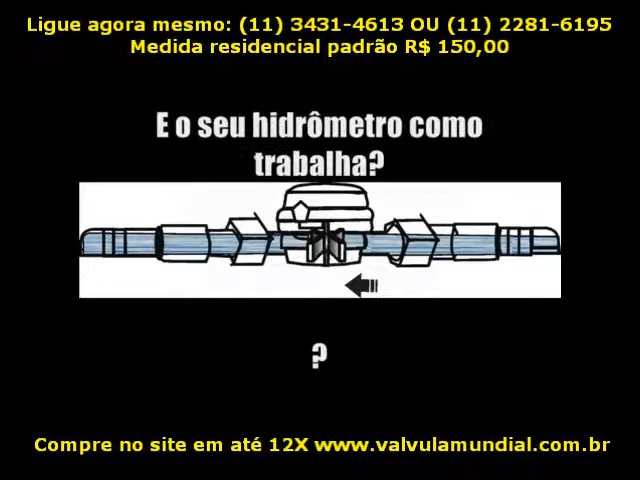 Ligue agora mesmo: (11) 3431-4613 OU (11) 2281-6195
Medida residencial padrão R$ 150,00
E o seu hidrômetro como
trabalha?
?
Compre no site em até 12X www.valvulamundial.com.br